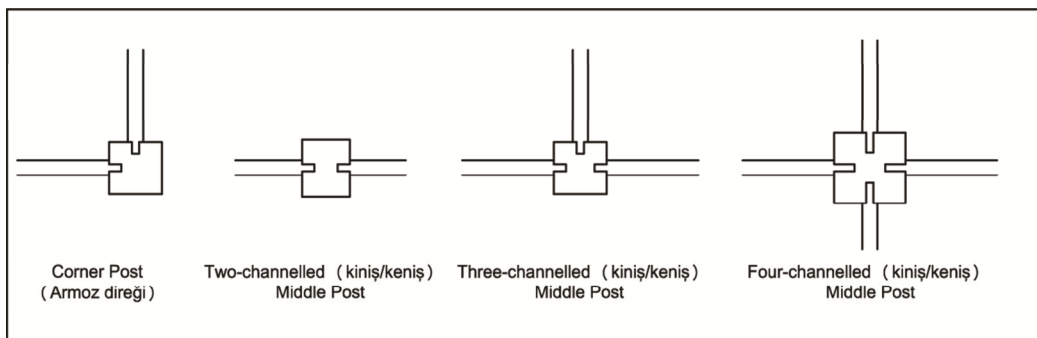 Corner Post
( Armoz direği )
Two-channelled ( kiniş/keniş)
Middle Post
Three-channelled ( kiniş/keniş)
Middle Post
Four-channelled ( kiniş/keniş)
Middle Post